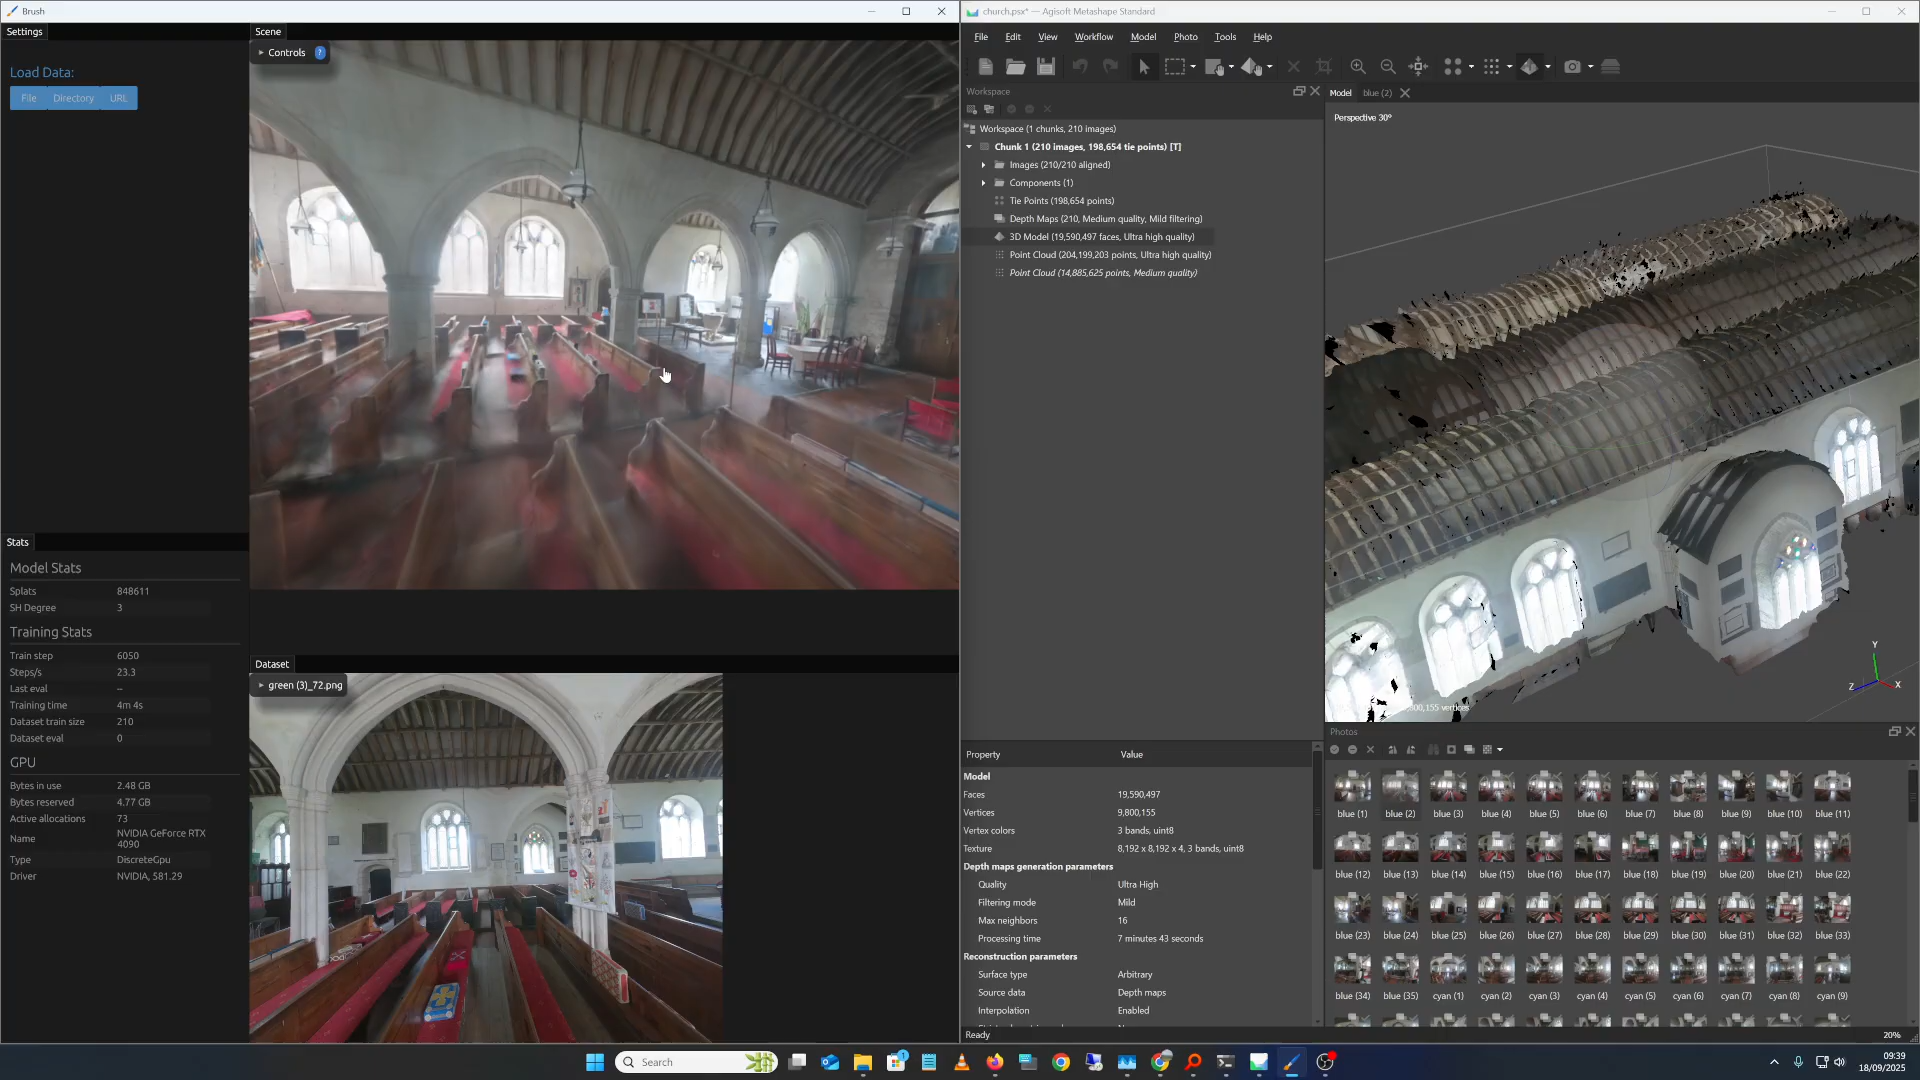 Brush
Settings
Load Data:
File
Directory
URL
Scene
Controls
?
Stats
Model Stats
Splats 848611
SH Degree 3
Training Stats
Train step 6050
Steps/s 23.3
Last eval --
Training time 4m 4s
Dataset train size 210
Dataset eval 0
GPU
Bytes in use 2.48 GB
Bytes reserved 4.77 GB
Active allocations 73
Name NVIDIA GeForce RTX
4090
Type DiscreteGpu
Driver NVIDIA, 581.29
Dataset
green (3)_72.png
church.psx* — Agisoft Metashape Standard
File Edit View Workflow Model Photo Tools Help
Workspace
Workspace (1 chunks, 210 images)
Chunk 1 (210 images, 198,654 tie points) [T]
Images (210/210 aligned)
Components (1)
Tie Points (198,654 points)
Depth Maps (210, Medium quality, Mild filtering)
3D Model (19,590,497 faces, Ultra high quality)
Point Cloud (204,199,203 points, Ultra high quality)
Point Cloud (14,885,625 points, Medium quality)
Model blue (2)
Perspective 30°
Y
Z X
Property Value
Model
Faces 19,590,497
Vertices 9,800,155
Vertex colors 3 bands, uint8
Texture 8,192 x 8,192 x 4, 3 bands, uint8
Depth maps generation parameters
Quality Ultra High
Filtering mode Mild
Max neighbors 16
Processing time 7 minutes 43 seconds
Reconstruction parameters
Surface type Arbitrary
Source data Depth maps
Interpolation Enabled
Photos
blue (1) blue (2) blue (3) blue (4) blue (5) blue (6) blue (7) blue (8) blue (9) blue (10) blue (11)
blue (12) blue (13) blue (14) blue (15) blue (16) blue (17) blue (18) blue (19) blue (20) blue (21) blue (22)
blue (23) blue (24) blue (25) blue (26) blue (27) blue (28) blue (29) blue (30) blue (31) blue (32) blue (33)
blue (34) blue (35) cyan (1) cyan (2) cyan (3) cyan (4) cyan (5) cyan (6) cyan (7) cyan (8) cyan (9)
Ready
20%
Search
09:39
18/09/2025